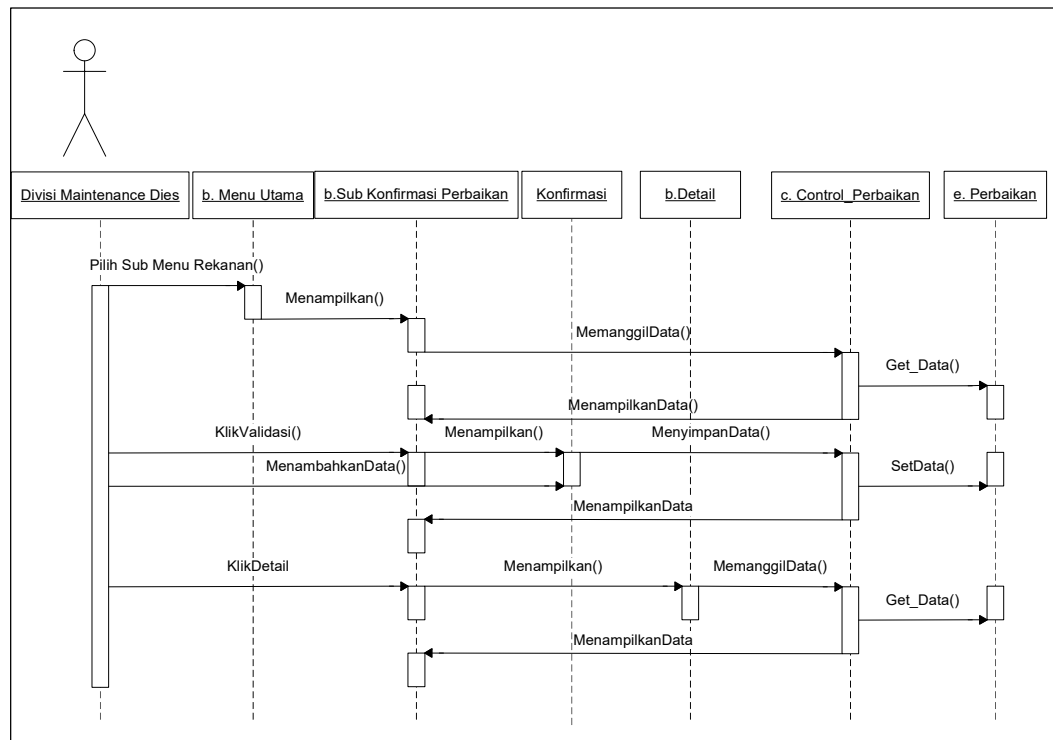 Divisi Maintenance Dies
b. Menu Utama
b.Sub Konfirmasi Perbaikan
Konfirmasi
b.Detail
c. Control_Perbaikan
e. Perbaikan
Pilih Sub Menu Rekanan()
Menampilkan()
MemanggilData()
Get_Data()
MenampilkanData()
KlikValidasi()
Menampilkan()
MenyimpanData()
MenambahkanData()
SetData()
MenampilkanData
KlikDetail
Menampilkan()
MemanggilData()
Get_Data()
MenampilkanData